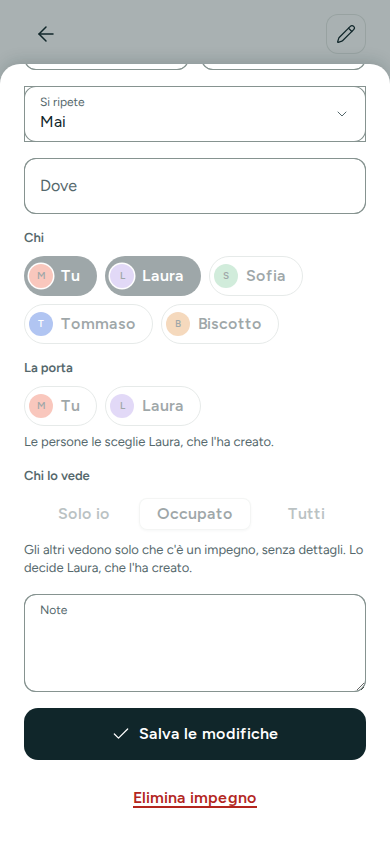 Si ripete
Mai
Dove
Chi
M Tu L Laura S Sofia
T Tommaso B Biscotto
La porta
M Tu L Laura
Le persone le sceglie Laura, che l'ha creato.
Chi lo vede
Solo io Occupato Tutti
Gli altri vedono solo che c'è un impegno, senza dettagli. Lo
decide Laura, che l'ha creato.
Note
Salva le modifiche
Elimina impegno